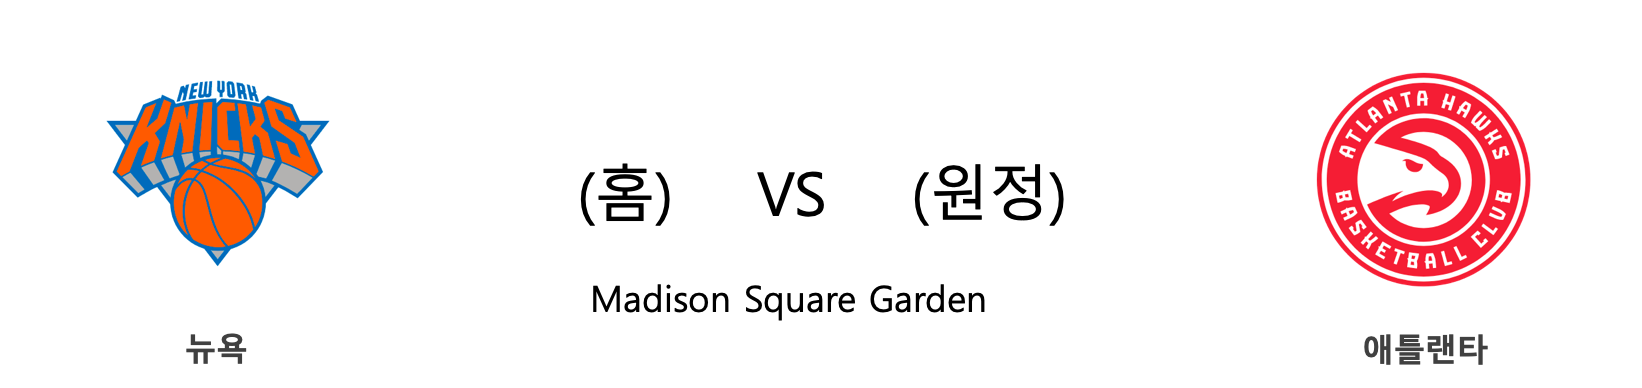 NEW YORK
KNICKS
ATLANTA HAWKS
BASKETBALL CLUB
(홈) VS (원정)
Madison Square Garden
뉴욕
애틀랜타